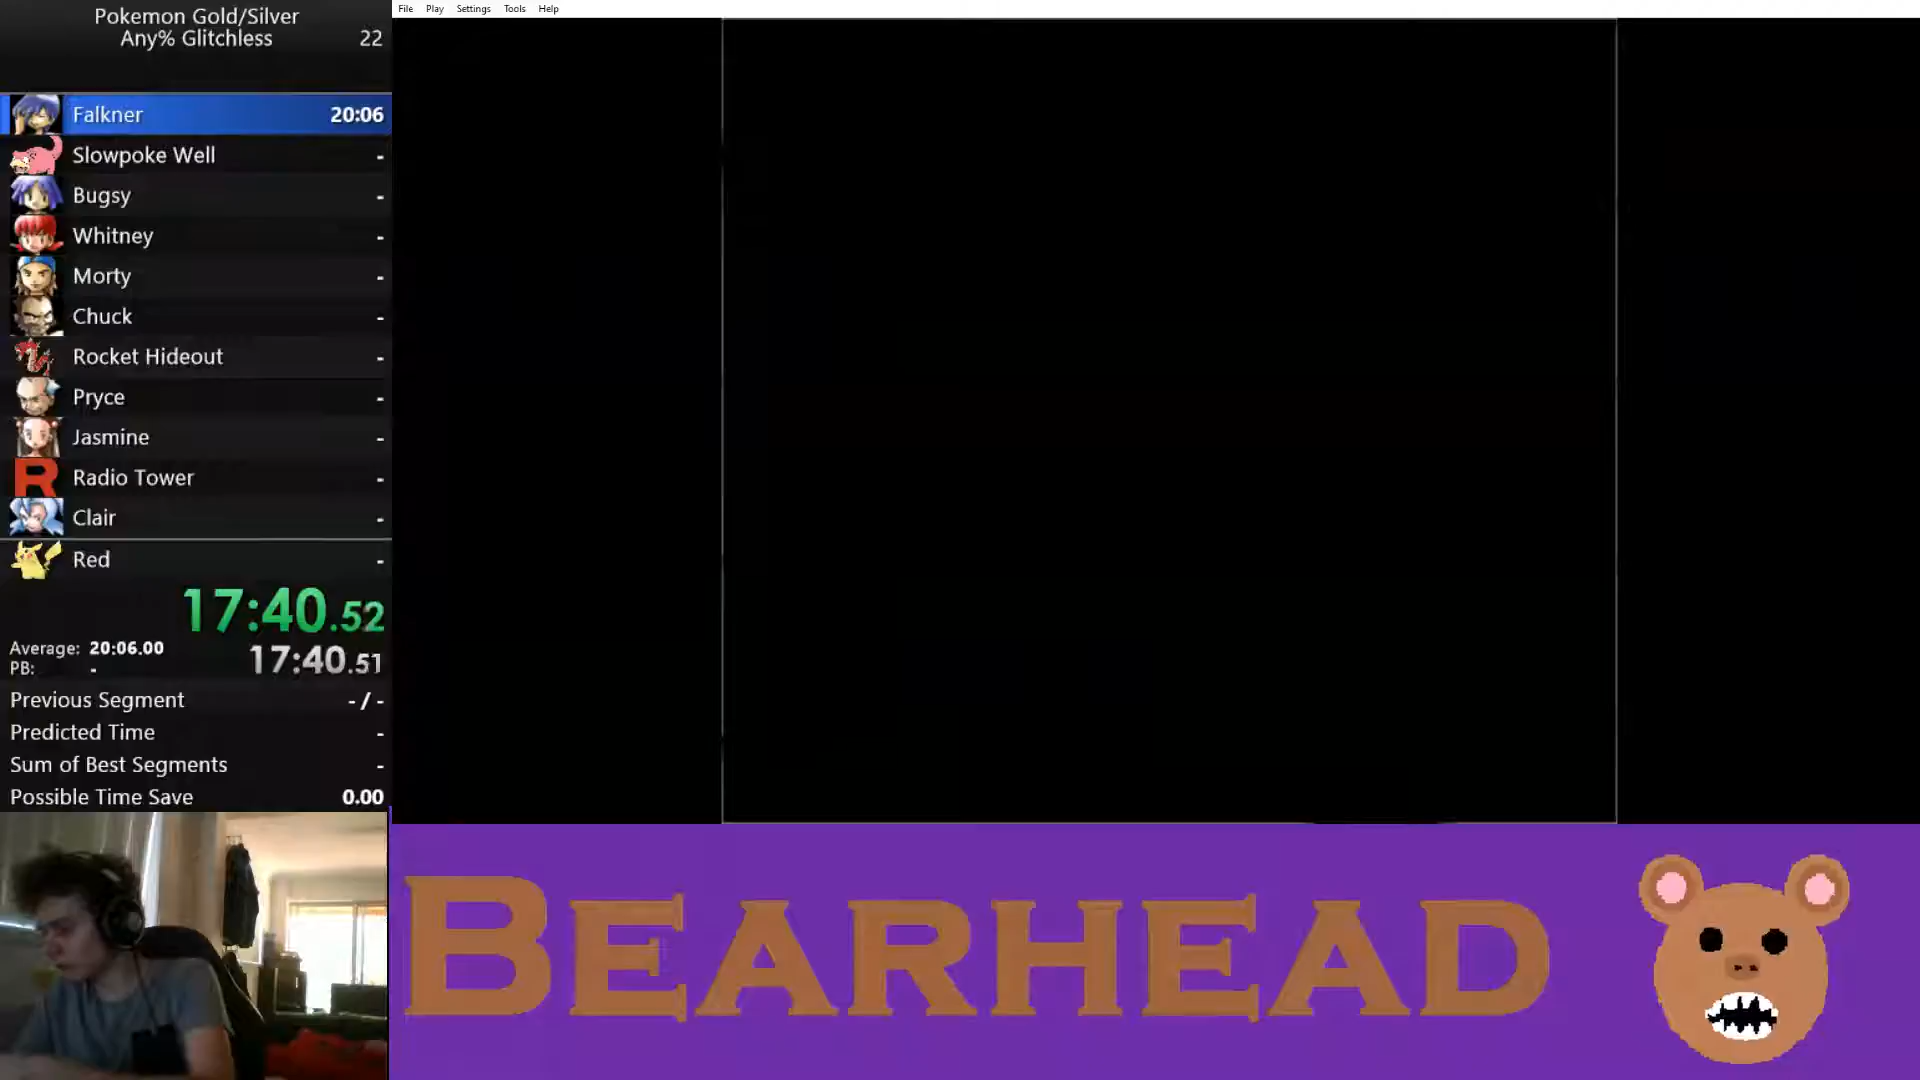 Pokemon Gold/Silver
Any% Glitchless 22
File Play Settings Tools Help
Falkner 20:06
Slowpoke Well -
Bugsy -
Whitney -
Morty -
Chuck -
Rocket Hideout -
Pryce -
Jasmine -
R Radio Tower -
Clair -
Red -
17:40.52
Average: 20:06.00
PB: - 17:40.51
Previous Segment - / -
Predicted Time -
Sum of Best Segments -
Possible Time Save 0.00
BEARHEAD